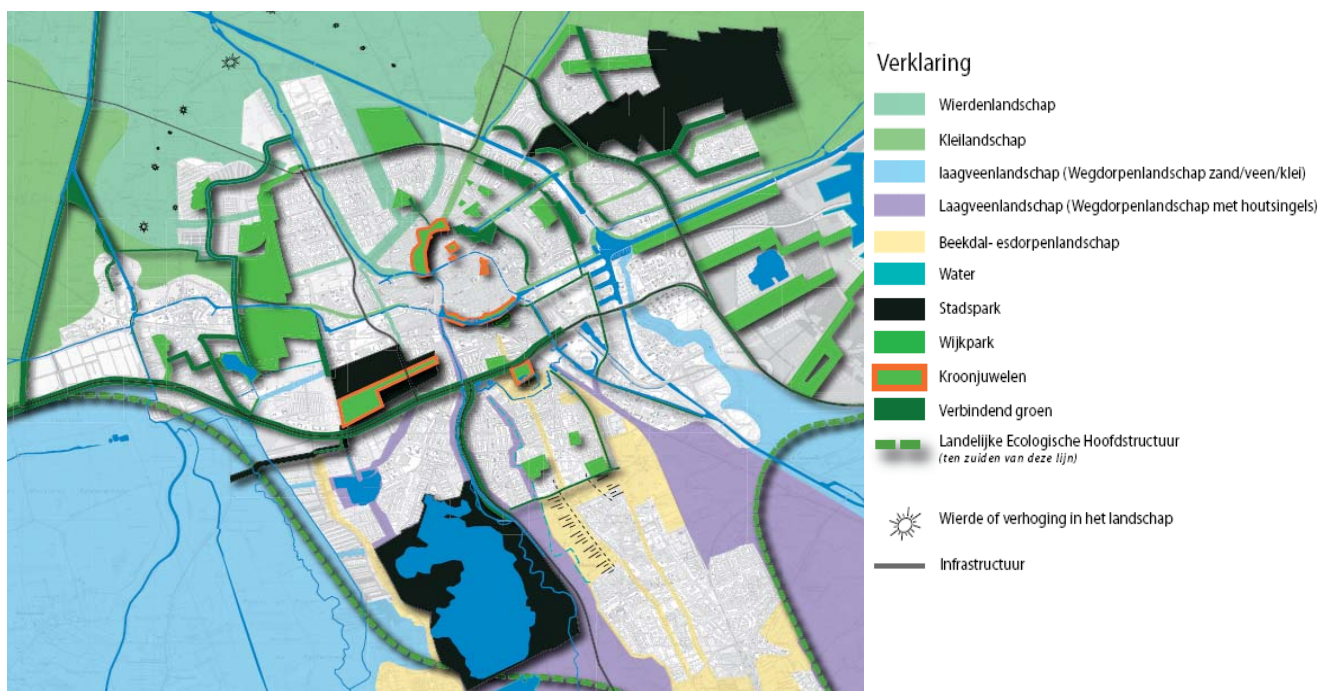 Verklaring
Wierdenlandschap
Kleilandschap
laagveenlandschap (Wegdorpenlandschap zand/veen/klei)
Laagveenlandschap (Wegdorpenlandschap met houtsingels)
Beekdal- esdorpenlandschap
Water
Stadspark
Wijkpark
Kroonjuwelen
Verbindend groen
Landelijke Ecologische Hoofdstructuur
(ten zuiden van deze lijn)
Wierde of verhoging in het landschap
Infrastructuur